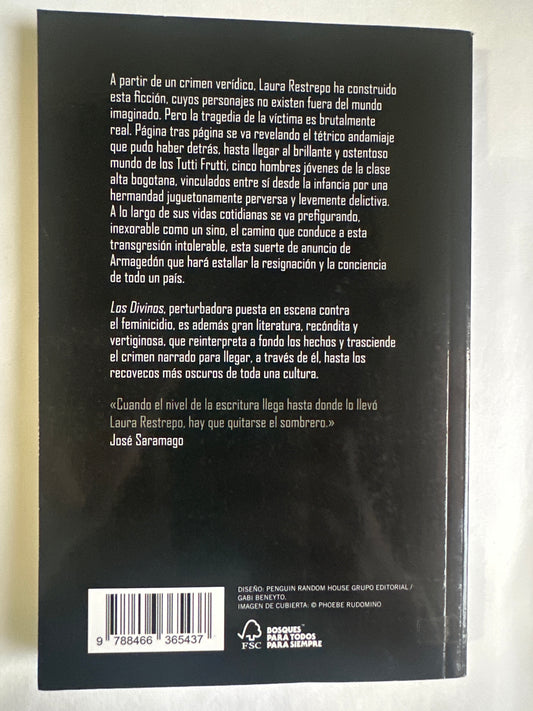 A partir de un crimen verídico, Laura Restrepo ha construido
esta ficción, cuyos personajes no existen fuera del mundo
imaginado. Pero la tragedia de la víctima es brutalmente
real. Página tras página se va revelando el tétrico andamiaje
que pudo haber detrás, hasta llegar al brillante y ostentoso
mundo de los Tutti Frutti, cinco hombres jóvenes de la clase
alta bogotana, vinculados entre sí desde la infancia por una
hermandad juguetonamente perversa y levemente delictiva.
A lo largo de sus vidas cotidianas se va prefigurando,
inexorable como un sino, el camino que conduce a esta
transgresión intolerable, esta suerte de anuncio de
Armagedón que hará estallar la resignación y la conciencia
de todo un país.
Los Divinos, perturbadora puesta en escena contra
el feminicidio, es además gran literatura, recóndita y
vertiginosa, que reinterpreta a fondo los hechos y trasciende
el crimen narrado para llegar, a través de él, hasta los
recovecos más oscuros de toda una cultura.
«Cuando el nivel de la escritura llega hasta donde lo llevó
Laura Restrepo, hay que quitarse el sombrero.»
José Saramago
DISEÑO: PENGUIN RANDOM HOUSE GRUPO EDITORIAL /
GABI BENEYTO.
IMAGEN DE CUBIERTA: © PHOEBE RUDOMINO
9 788466 365437
FSC
BOSQUES
PARA TODOS
PARA SIEMPRE